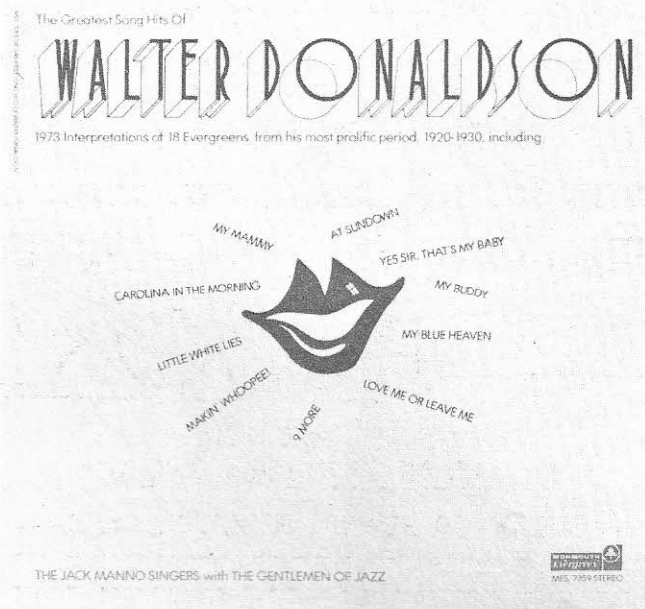 The Greatest Song Hits Of
WALTER DONALDSON
1973 Interpretations of 18 Evergreens from his most prolific period 1920-1930, including:
MY MAMMY
AT SUNDOWN
YES SIR, THAT'S MY BABY
CAROLINA IN THE MORNING
MY BUDDY
LITTLE WHITE LIES
MY BLUE HEAVEN
MAKIN' WHOOPEE!
LOVE ME OR LEAVE ME
9 MORE
THE JACK MANNO SINGERS with THE GENTLEMEN OF JAZZ
MONMOUTH
Evergreen
MES 7059 STEREO